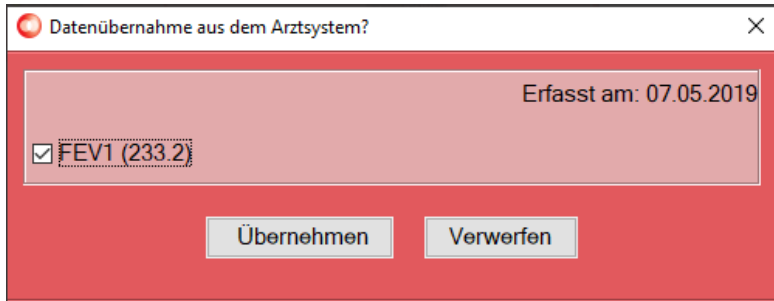 Datenübernahme aus dem Arztsystem?
Erfasst am: 07.05.2019
FEV1 (233.2)
Übernehmen Verwerfen